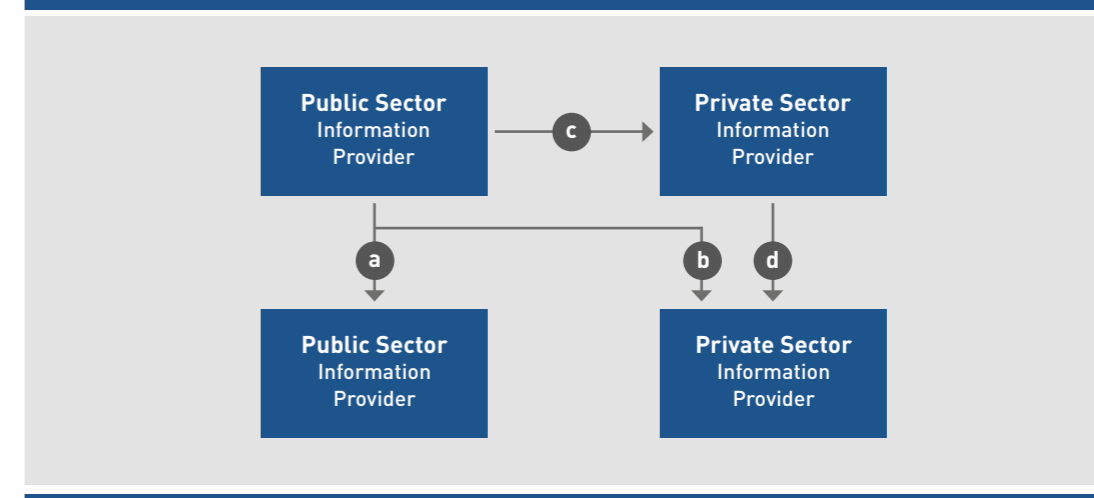 Public Sector
Information
Provider
c
Private Sector
Information
Provider
a
b
d
Public Sector
Information
Provider
Private Sector
Information
Provider